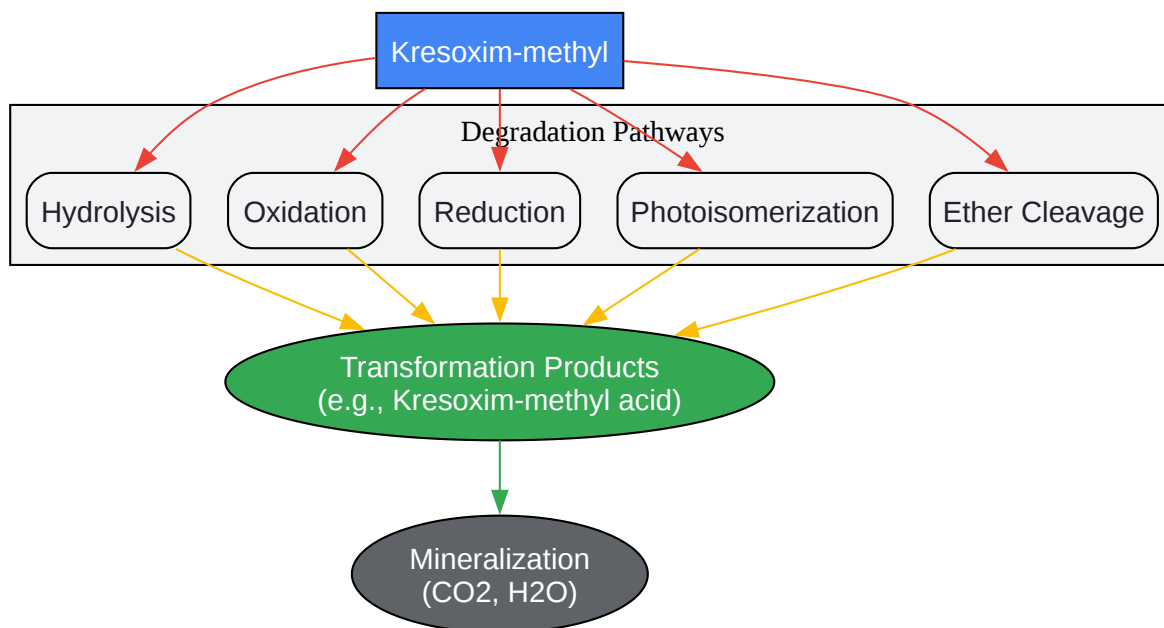 Kresoxim-methyl
Degradation Pathways
Hydrolysis
Oxidation
Reduction
Photoisomerization
Ether Cleavage
Transformation Products
(e.g., Kresoxim-methyl acid)
Mineralization
(CO2, H2O)